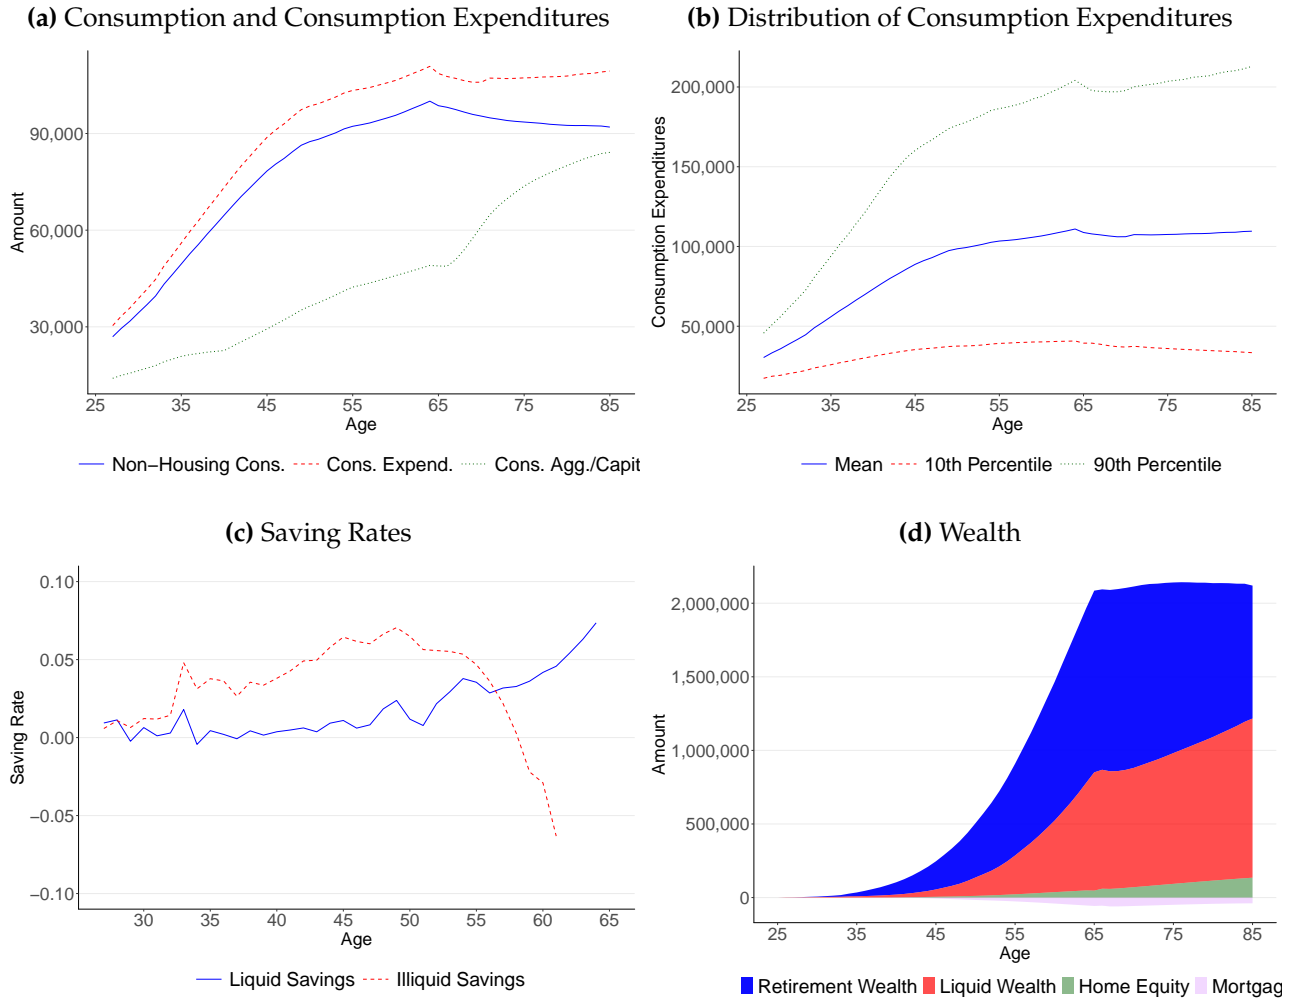 (a) Consumption and Consumption Expenditures
Amount
90,000
60,000
30,000
25 35 45 55 65 75 85
Age
Non−Housing Cons. Cons. Expend. Cons. Agg./Capit
(b) Distribution of Consumption Expenditures
Consumption Expenditures
200,000
150,000
100,000
50,000
25 35 45 55 65 75 85
Age
Mean 10th Percentile 90th Percentile
(c) Saving Rates
Saving Rate
0.10
0.05
0.00
−0.05
−0.10
30 35 40 45 50 55 60 65
Age
Liquid Savings Illiquid Savings
(d) Wealth
Amount
2,000,000
1,500,000
1,000,000
500,000
0
25 35 45 55 65 75 85
Age
Retirement Wealth Liquid Wealth Home Equity Mortgag